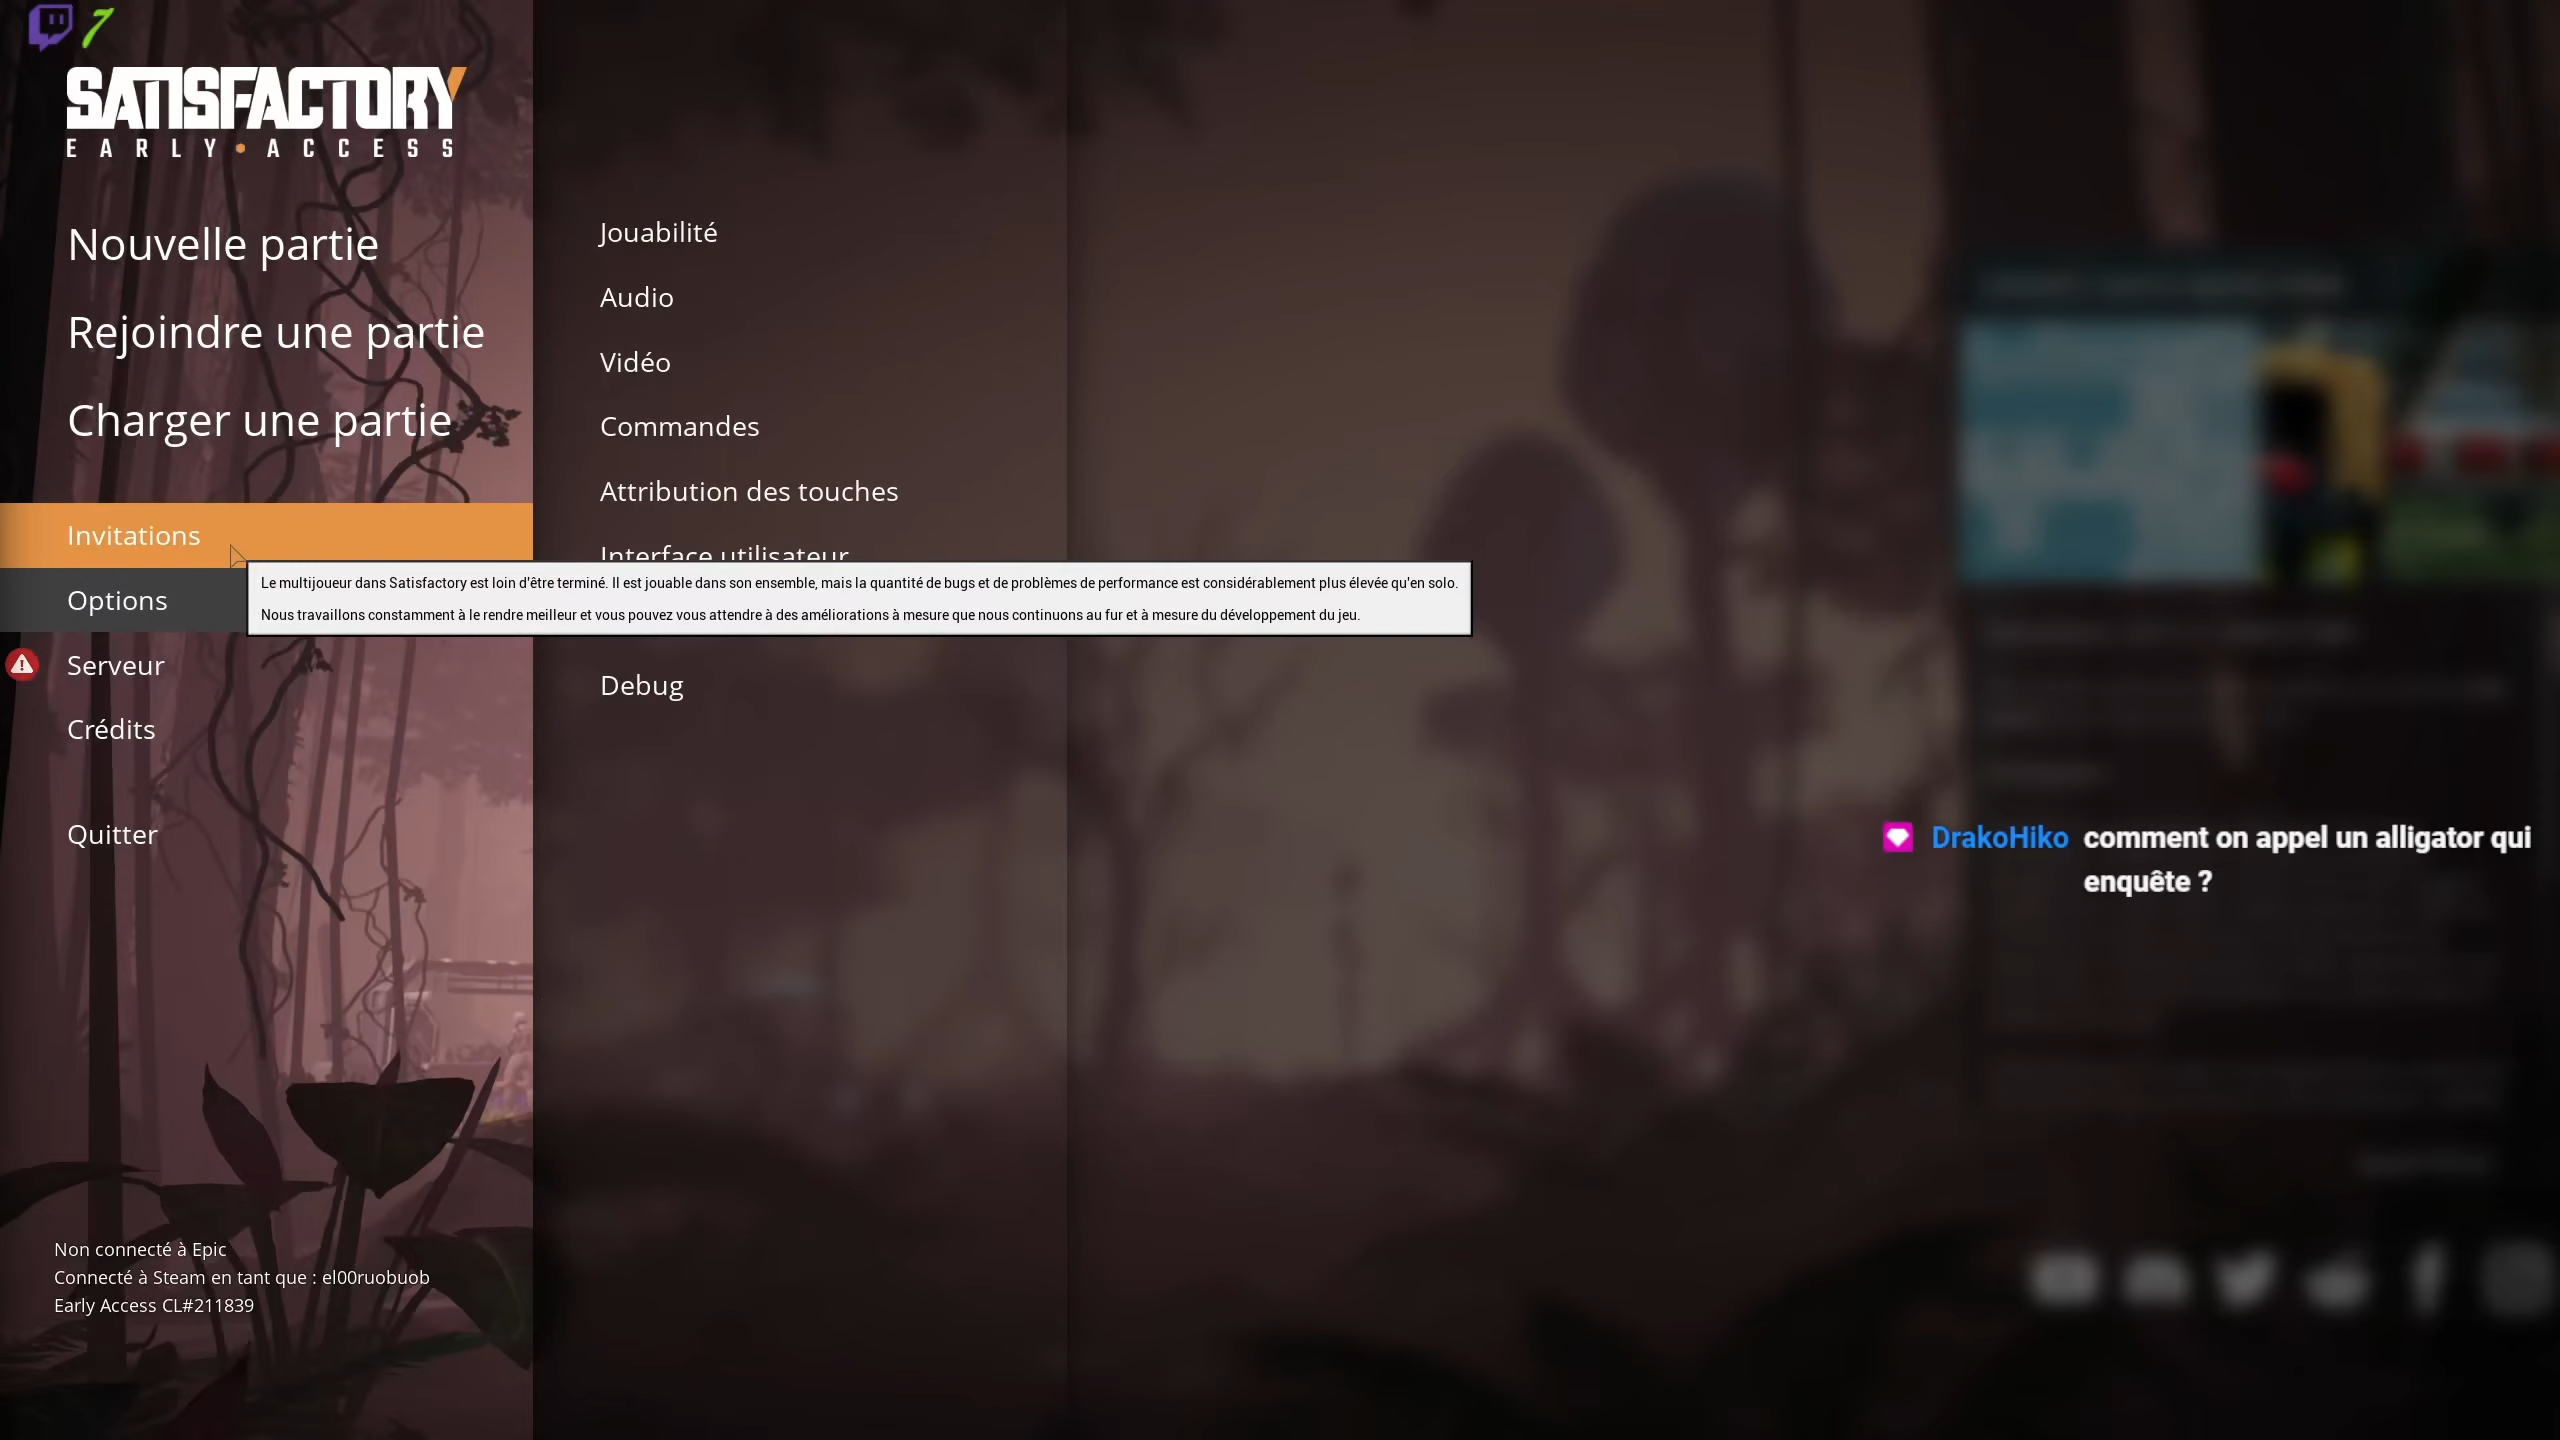 7
SATISFACTORY
EARLY ACCESS
Nouvelle partie
Rejoindre une partie
Charger une partie
Invitations
Options
Serveur
Crédits
Quitter
Jouabilité
Audio
Vidéo
Commandes
Attribution des touches
Interface utilisateur
Le multijoueur dans Satisfactory est loin d'être terminé. Il est jouable dans son ensemble, mais la quantité de bugs et de problèmes de performance est considérablement plus élevée qu'en solo.
Nous travaillons constamment à le rendre meilleur et vous pouvez vous attendre à des améliorations à mesure que nous continuons au fur et à mesure du développement du jeu.
Debug
DrakoHiko comment on appel un alligator qui
enquête ?
Non connecté à Epic
Connecté à Steam en tant que : el00ruobuob
Early Access CL#211839